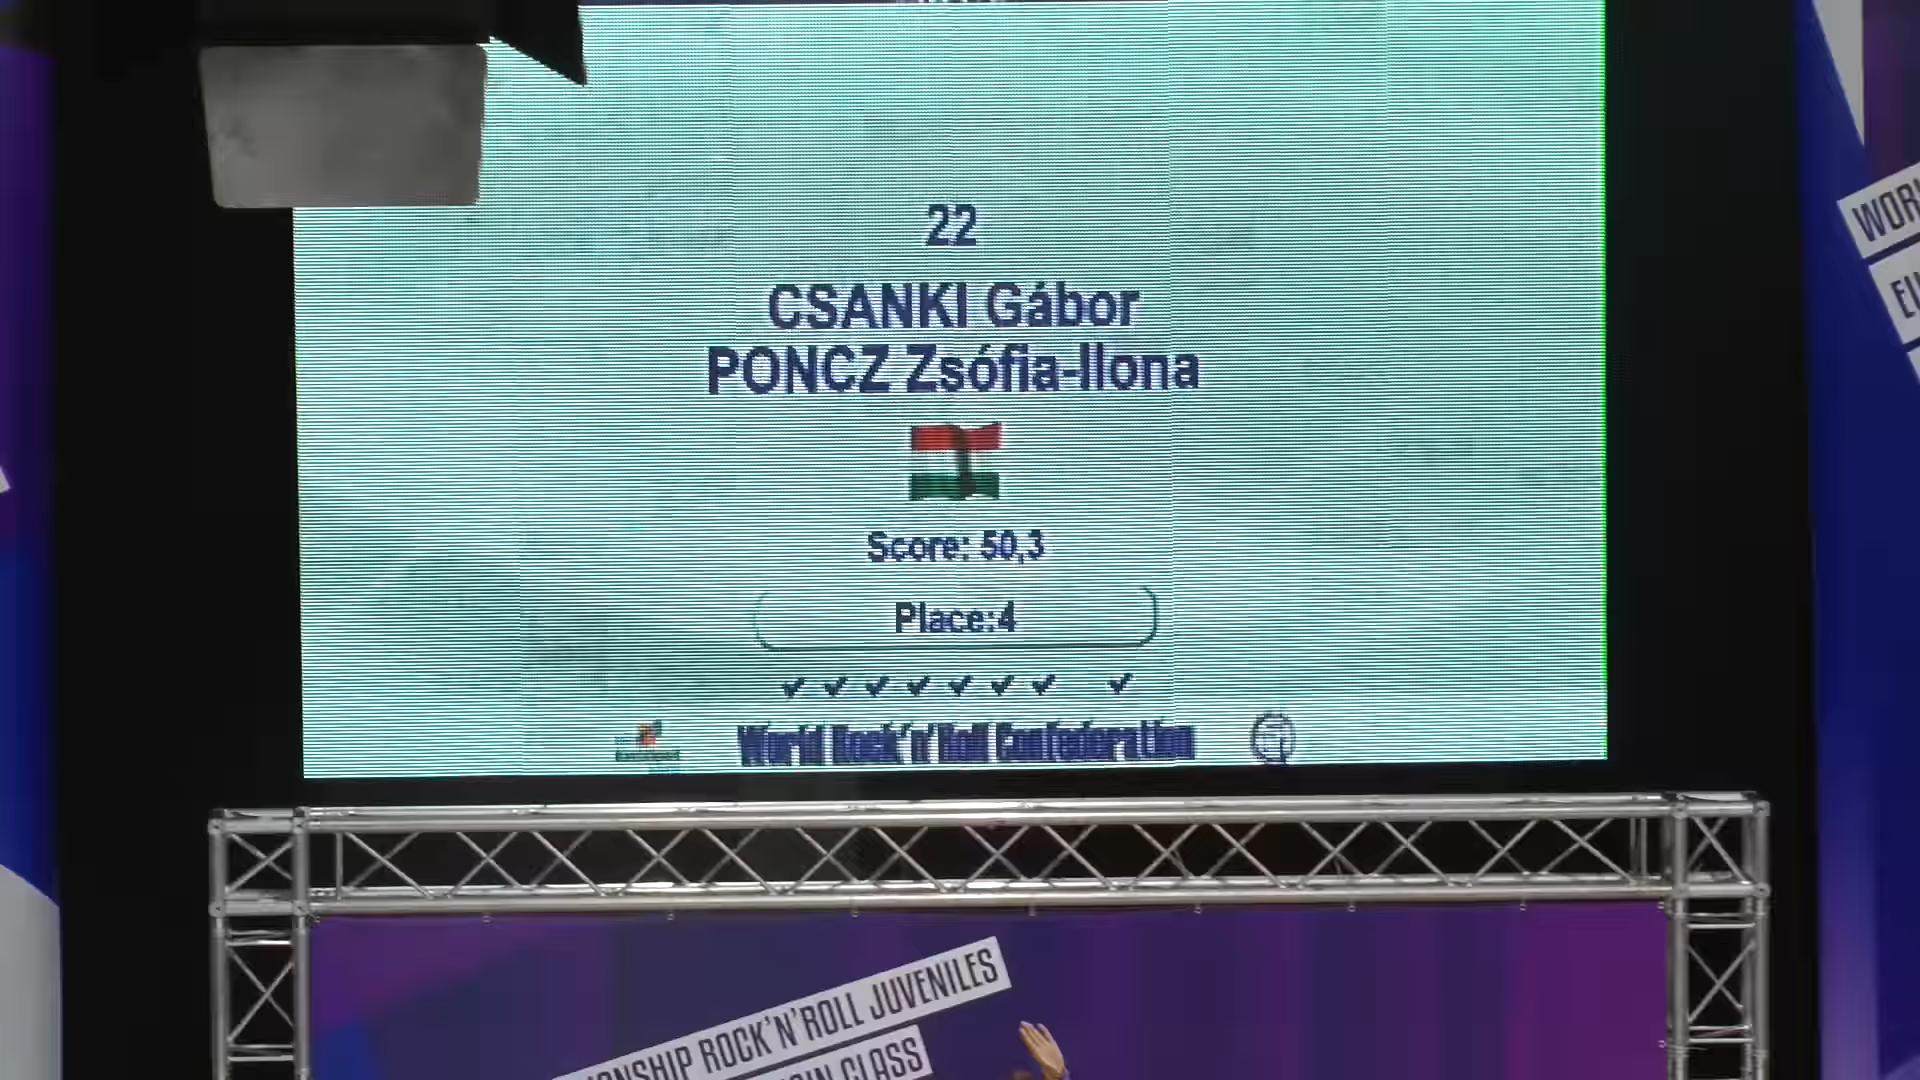 22
CSANKI Gábor
PONCZ Zsófia-Ilona
Score: 50,3
Place:4
World Rock'n'Roll Confederation
ONSHIP ROCK'N'ROLL JUVENILES
CLASS
WOR